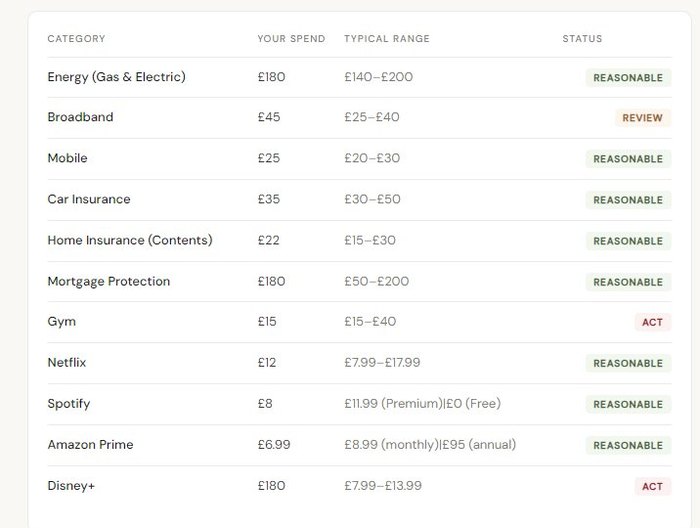 CATEGORY YOUR SPEND TYPICAL RANGE STATUS
Energy (Gas & Electric) £180 £140–£200 REASONABLE
Broadband £45 £25–£40 REVIEW
Mobile £25 £20–£30 REASONABLE
Car Insurance £35 £30–£50 REASONABLE
Home Insurance (Contents) £22 £15–£30 REASONABLE
Mortgage Protection £180 £50–£200 REASONABLE
Gym £15 £15–£40 ACT
Netflix £12 £7.99–£17.99 REASONABLE
Spotify £8 £11.99 (Premium)|£0 (Free) REASONABLE
Amazon Prime £6.99 £8.99 (monthly)|£95 (annual) REASONABLE
Disney+ £180 £7.99–£13.99 ACT